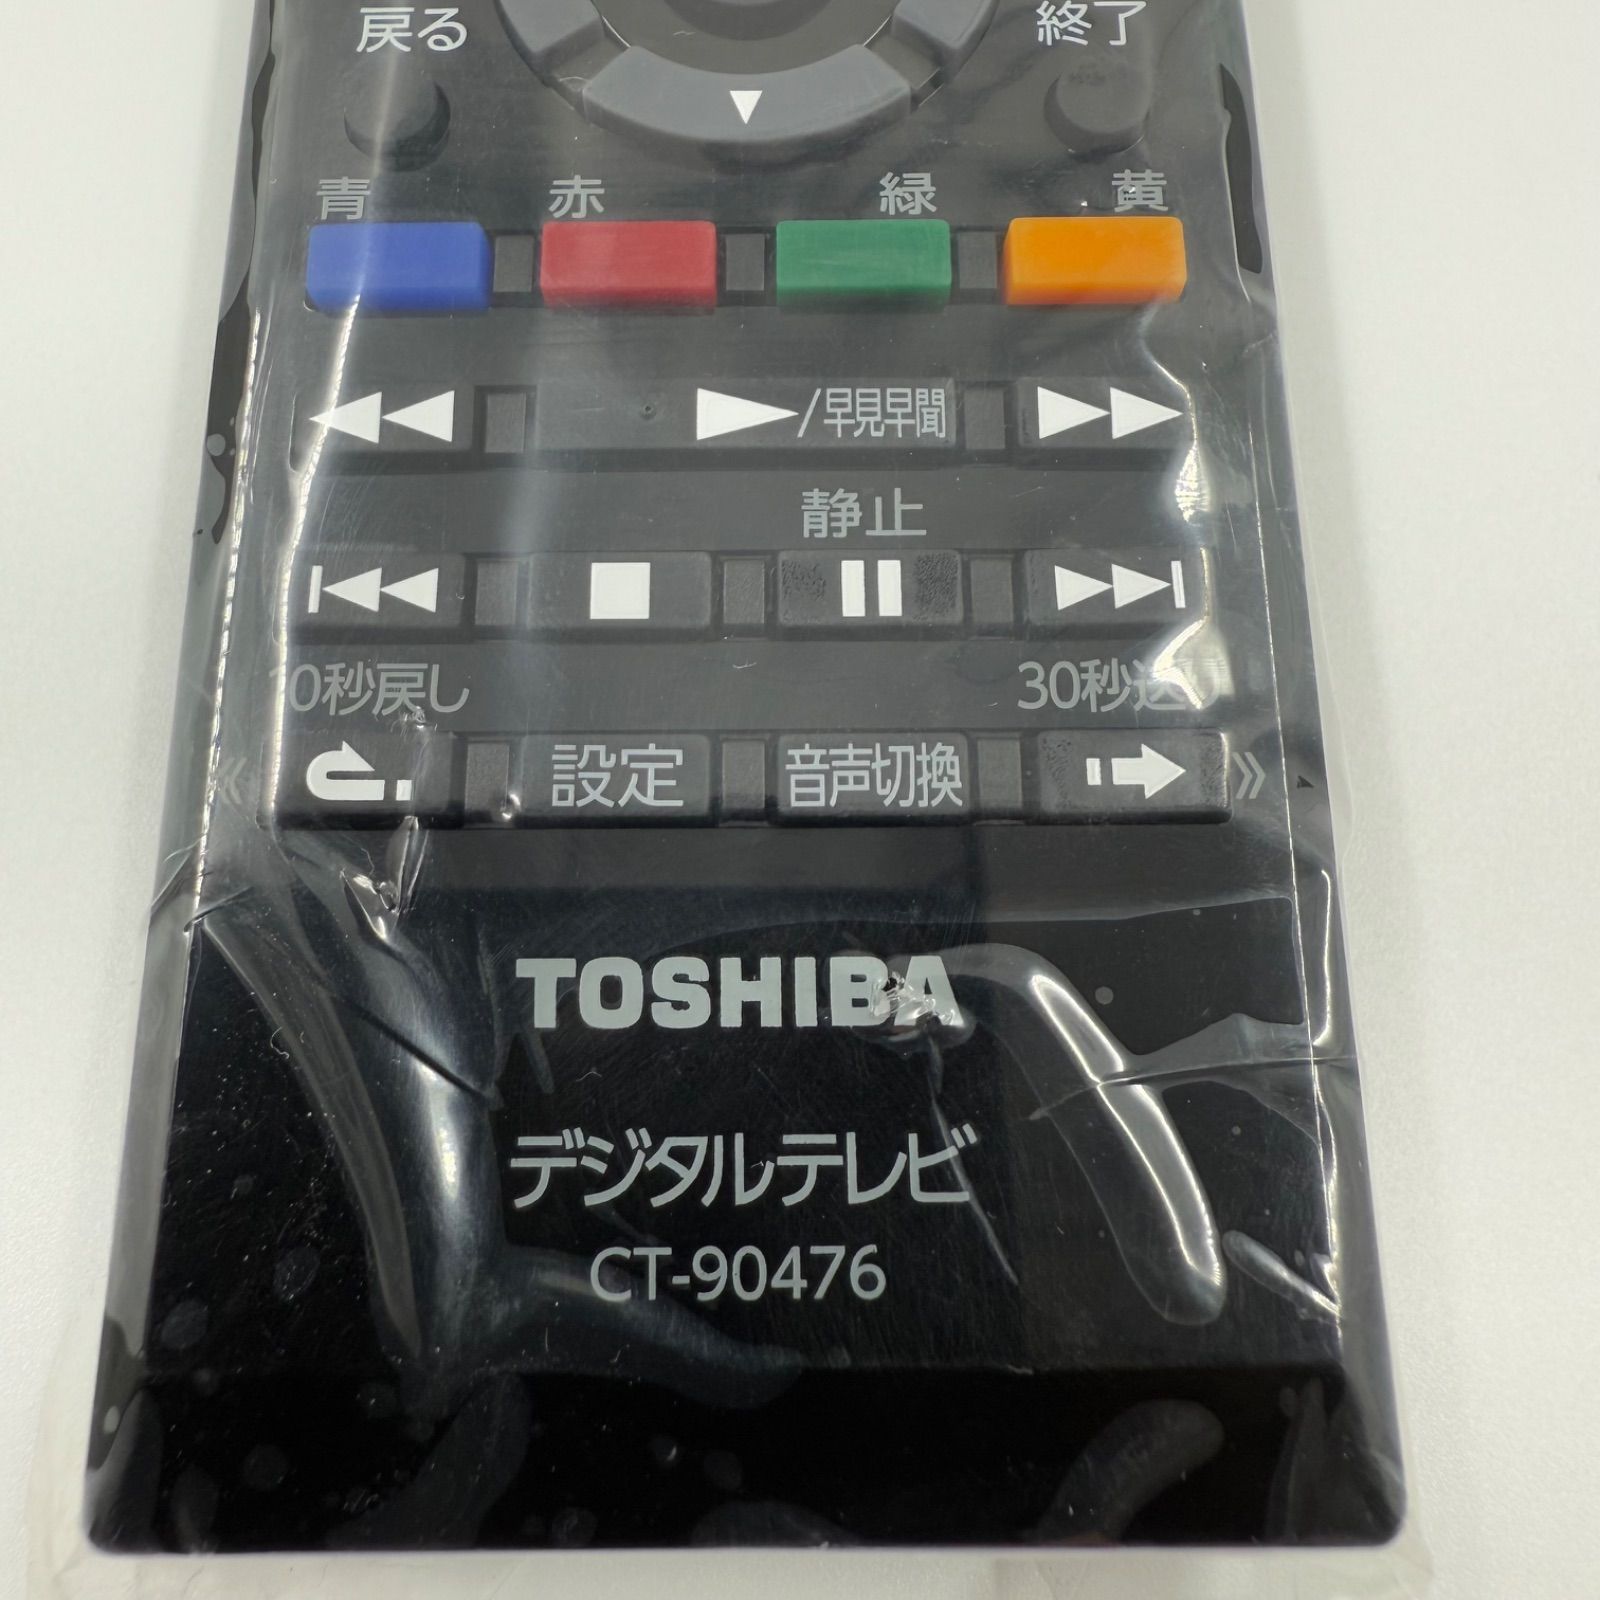 戻る 終了
青 赤 緑 黄
/早見早聞
静止
10秒戻し 30秒送り
設定 音声切換
TOSHIBA
デジタルテレビ
CT-90476